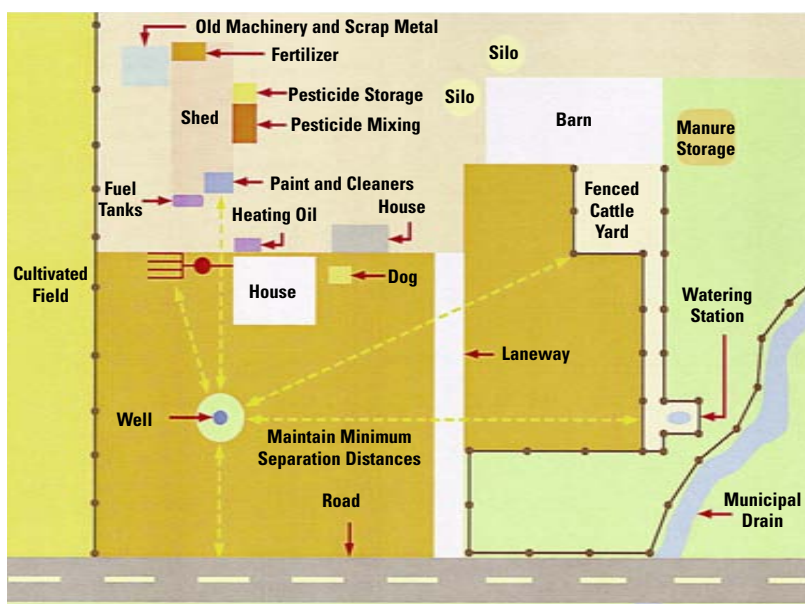 Old Machinery and Scrap Metal
Fertilizer
Silo
Silo
Pesticide Storage
Shed
Pesticide Mixing
Barn
Manure
Storage
Paint and Cleaners
Fuel
Tanks
Heating Oil
House
Fenced
Cattle
Yard
Cultivated
Field
House
Dog
Watering
Station
Laneway
Well
Maintain Minimum
Separation Distances
Road
Municipal
Drain